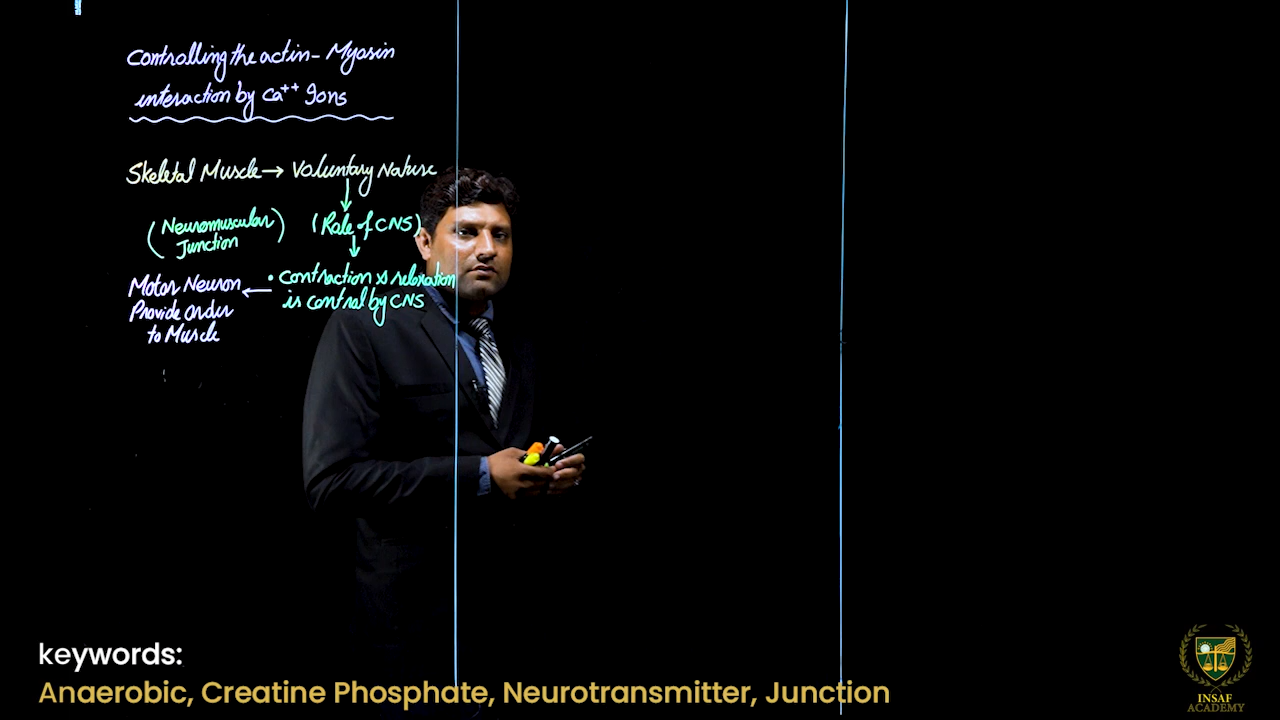 Controlling the actin-Myosin
interaction by Ca++ Ions
Skeletal Muscle → Voluntary Nature
(Neuromuscular Junction)
(Role of CNS)
• Contraction & relaxation
is control by CNS
Motor Neuron
Provide order
to Muscle
keywords:
Anaerobic, Creatine Phosphate, Neurotransmitter, Junction
INSAF
ACADEMY